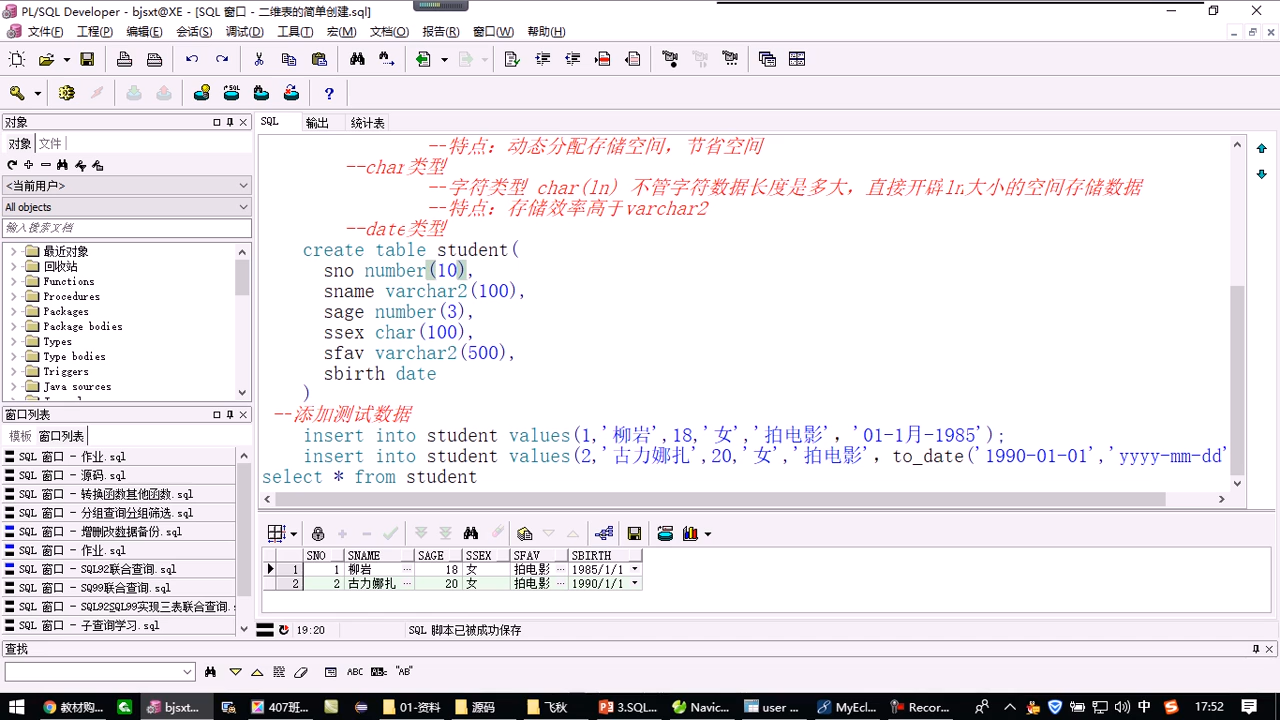 PL/SQL Developer - bjsxt@XE - [SQL 窗口 - 二维表的简单创建.sql]
文件(F) 工程(P) 编辑(E) 会话(S) 调试(D) 工具(T) 宏(M) 文档(O) 报告(R) 窗口(W) 帮助(H)
对象
对象 文件
<当前用户>
All objects
输入搜索文档
最近对象
回收站
Functions
Procedures
Packages
Package bodies
Types
Type bodies
Triggers
Java sources
窗口列表
模板 窗口列表
SQL 窗口 - 作业.sql
SQL 窗口 - 源码.sql
SQL 窗口 - 转换函数其他函数.sql
SQL 窗口 - 分组查询分组筛选.sql
SQL 窗口 - 增删改数据备份.sql
SQL 窗口 - 作业.sql
SQL 窗口 - SQL92联合查询.sql
SQL 窗口 - SQ99联合查询.sql
SQL 窗口 - SQL92SQL99实现三表联合查询.s
SQL 窗口 - 子查询学习.sql
SQL 输出 统计表
--特点：动态分配存储空间，节省空间
--char类型
--字符类型 char(ln) 不管字符数据长度是多大，直接开辟ln大小的空间存储数据
--特点：存储效率高于varchar2
--date类型
create table student(
sno number(10),
sname varchar2(100),
sage number(3),
ssex char(100),
sfav varchar2(500),
sbirth date
)
--添加测试数据
insert into student values(1,'柳岩',18,'女','拍电影'，'01-1月-1985');
insert into student values(2,'古力娜扎',20,'女','拍电影'，to_date('1990-01-01','yyyy-mm-dd'
select * from student
SNO SNAME SAGE SSEX SFAV SBIRTH
1 1 柳岩 ··· 18 女 拍电影 ··· 1985/1/1
2 2 古力娜扎 ··· 20 女 拍电影 ··· 1990/1/1
19:20 SQL 脚本已被成功保存
查找
ABC ABc "AB"
教材购... bjsxt... 407班... 01-资料 源码 飞秋 3.SQL... Navic... user ... MyEcl... Recor... 中 17:52